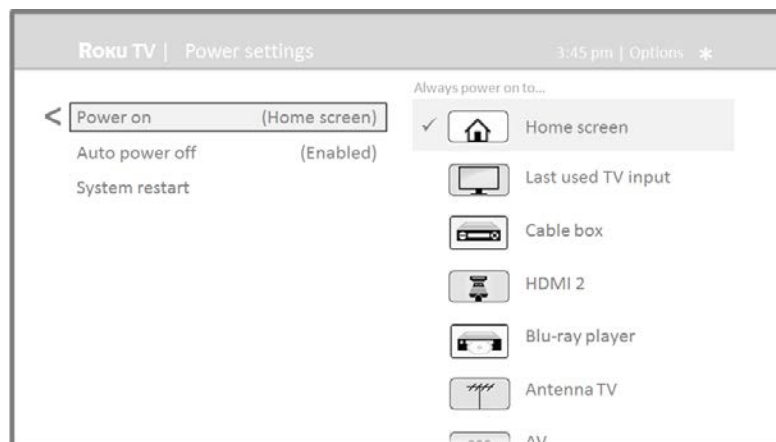 Roku TV | Power settings
3:45 pm | Options *
Always power on to...
< Power on (Home screen)
Auto power off (Enabled)
System restart
✓ Home screen
Last used TV input
Cable box
HDMI 2
Blu-ray player
Antenna TV
AV